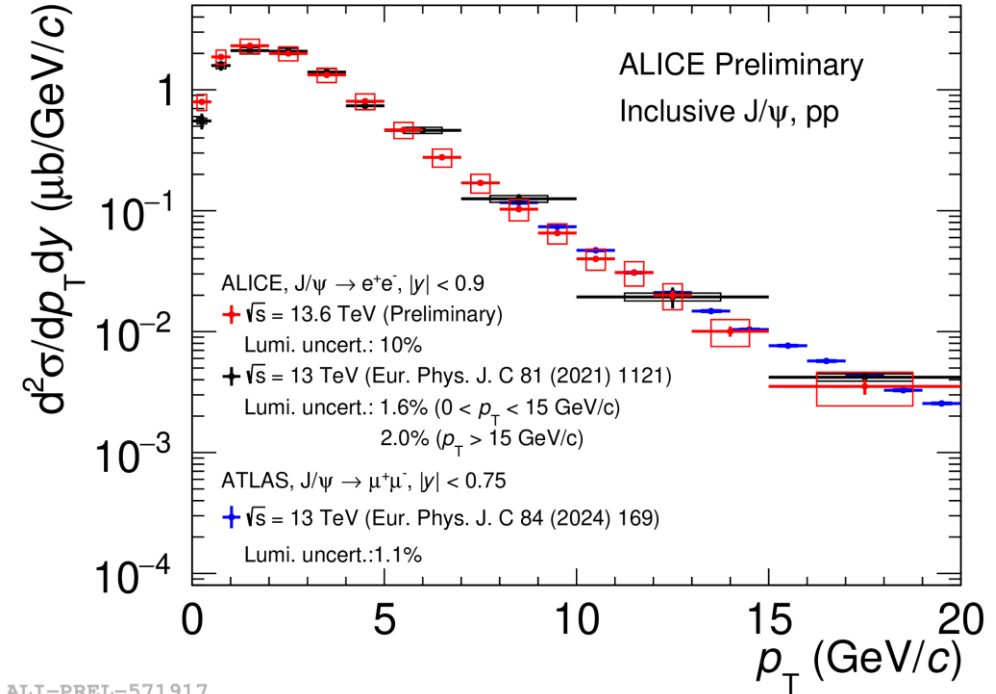 d²σ/dp_T dy (μb/GeV/c)
1
10⁻¹
10⁻²
10⁻³
10⁻⁴
ALICE Preliminary
Inclusive J/ψ, pp
ALICE, J/ψ → e⁺e⁻, |y| < 0.9
√s = 13.6 TeV (Preliminary)
Lumi. uncert.: 10%
√s = 13 TeV (Eur. Phys. J. C 81 (2021) 1121)
Lumi. uncert.: 1.6% (0 < p_T < 15 GeV/c)
2.0% (p_T > 15 GeV/c)
ATLAS, J/ψ → μ⁺μ⁻, |y| < 0.75
√s = 13 TeV (Eur. Phys. J. C 84 (2024) 169)
Lumi. uncert.:1.1%
0 5 10 15 20
p_T (GeV/c)
ALI-PREL-571917